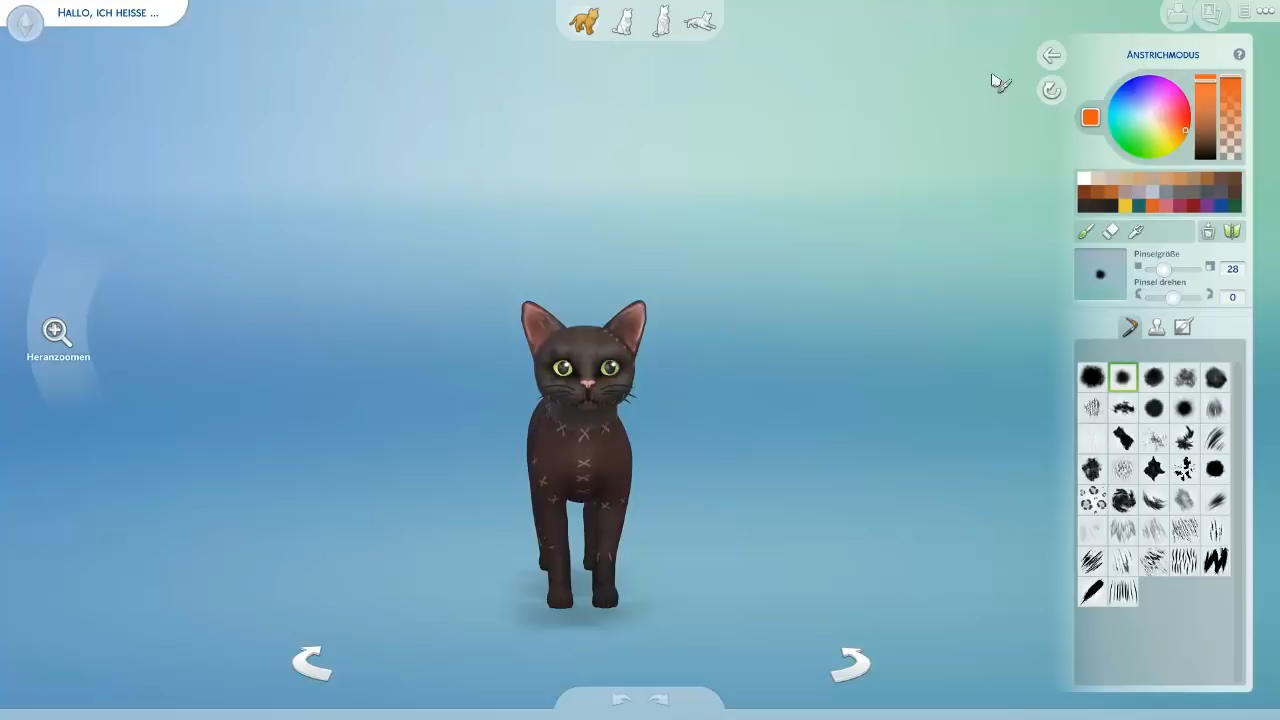 HALLO, ICH HEISSE ...
ANSTRICHMODUS
?
Pinselgröße
28
Pinsel drehen
0
Heranzoomen